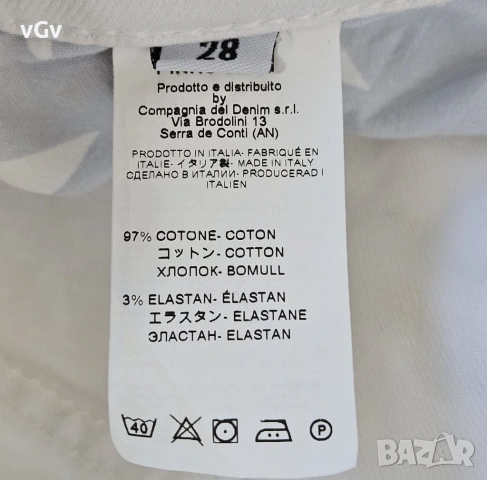 vGv
28
Prodotto e distribuito
by
Compagnia del Denim s.r.l.
Via Brodolini 13
Serra de Conti (AN)
PRODOTTO IN ITALIA- FABRIQUÉ EN
ITALIE- イタリア製- MADE IN ITALY
СДЕЛАНО В ИТАЛИИ- PRODUCERAD I
ITALIEN
97% COTONE- COTON
コットン- COTTON
ХЛОПОК- BOMULL
3% ELASTAN- ÉLASTAN
エラスタン- ELASTANE
ЭЛАСТАН- ELASTAN
40 P
BAZAR